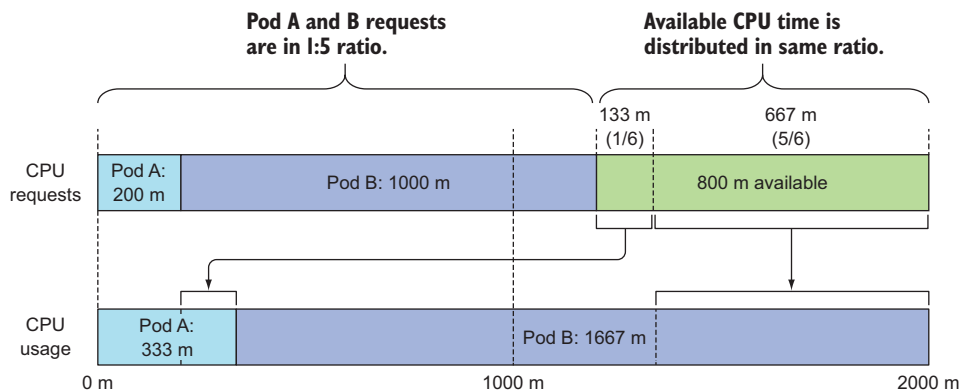 Pod A and B requests
are in 1:5 ratio.
Available CPU time is
distributed in same ratio.
133 m
(1/6)
667 m
(5/6)
CPU
requests
Pod A:
200 m
Pod B: 1000 m
800 m available
CPU
usage
Pod A:
333 m
Pod B: 1667 m
0 m
1000 m
2000 m